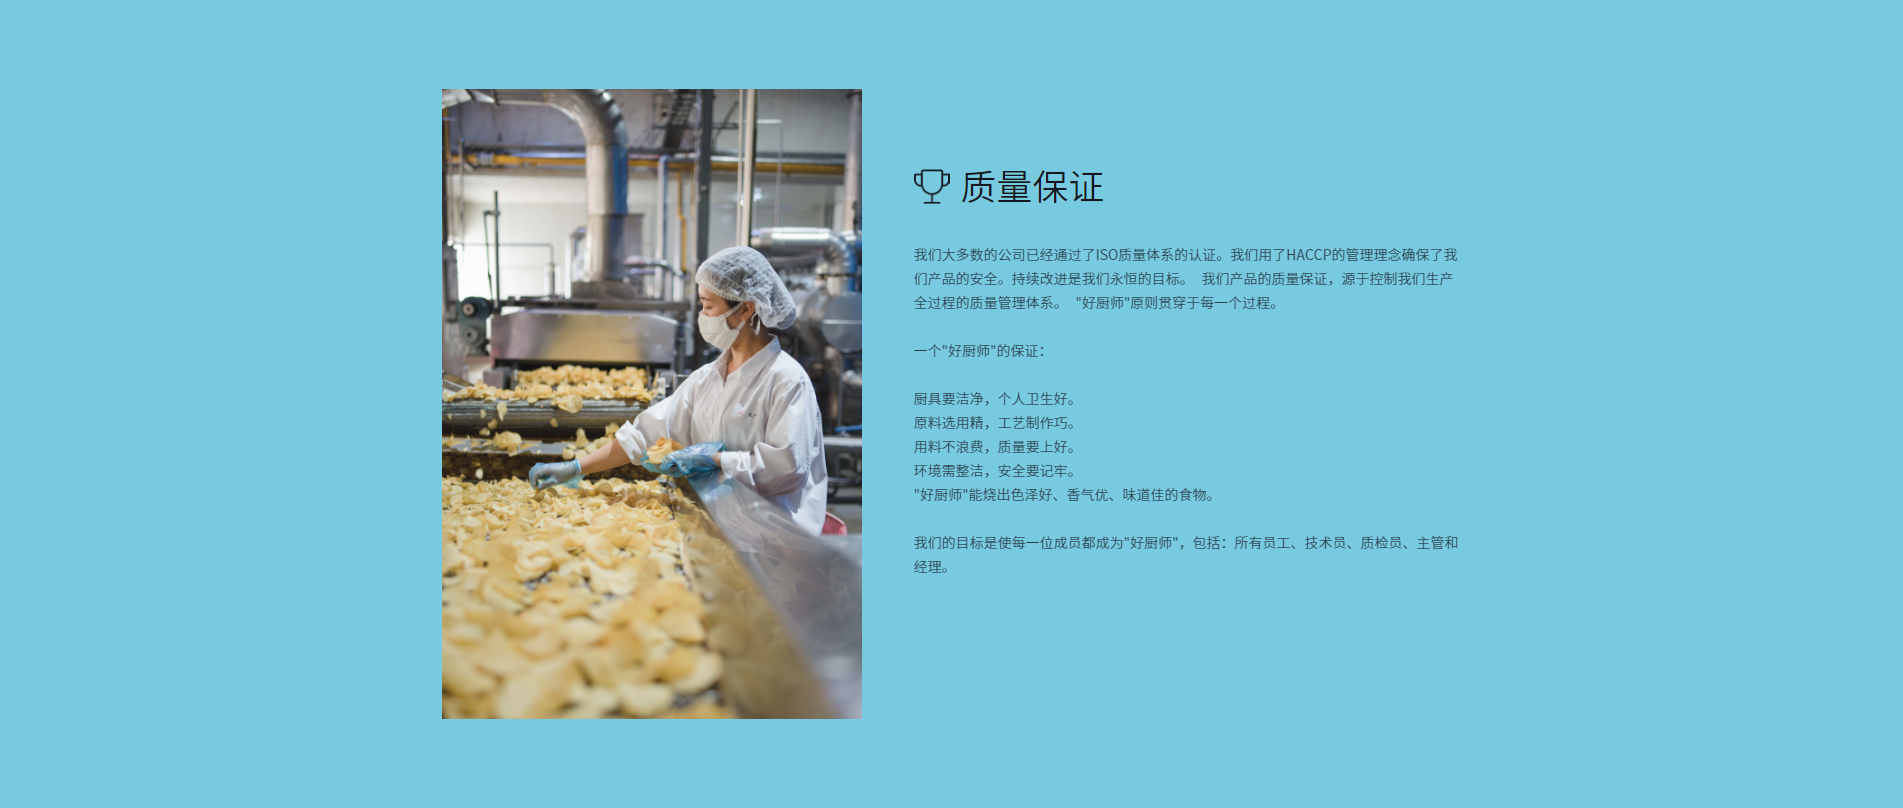 质量保证
我们大多数的公司已经通过了ISO质量体系的认证。我们用了HACCP的管理理念确保了我
们产品的安全。持续改进是我们永恒的目标。 我们产品的质量保证，源于控制我们生产
全过程的质量管理体系。 "好厨师"原则贯穿于每一个过程。
一个"好厨师"的保证：
厨具要洁净，个人卫生好。
原料选用精，工艺制作巧。
用料不浪费，质量要上好。
环境需整洁，安全要记牢。
"好厨师"能烧出色泽好、香气优、味道佳的食物。
我们的目标是使每一位成员都成为"好厨师"，包括：所有员工、技术员、质检员、主管和
经理。